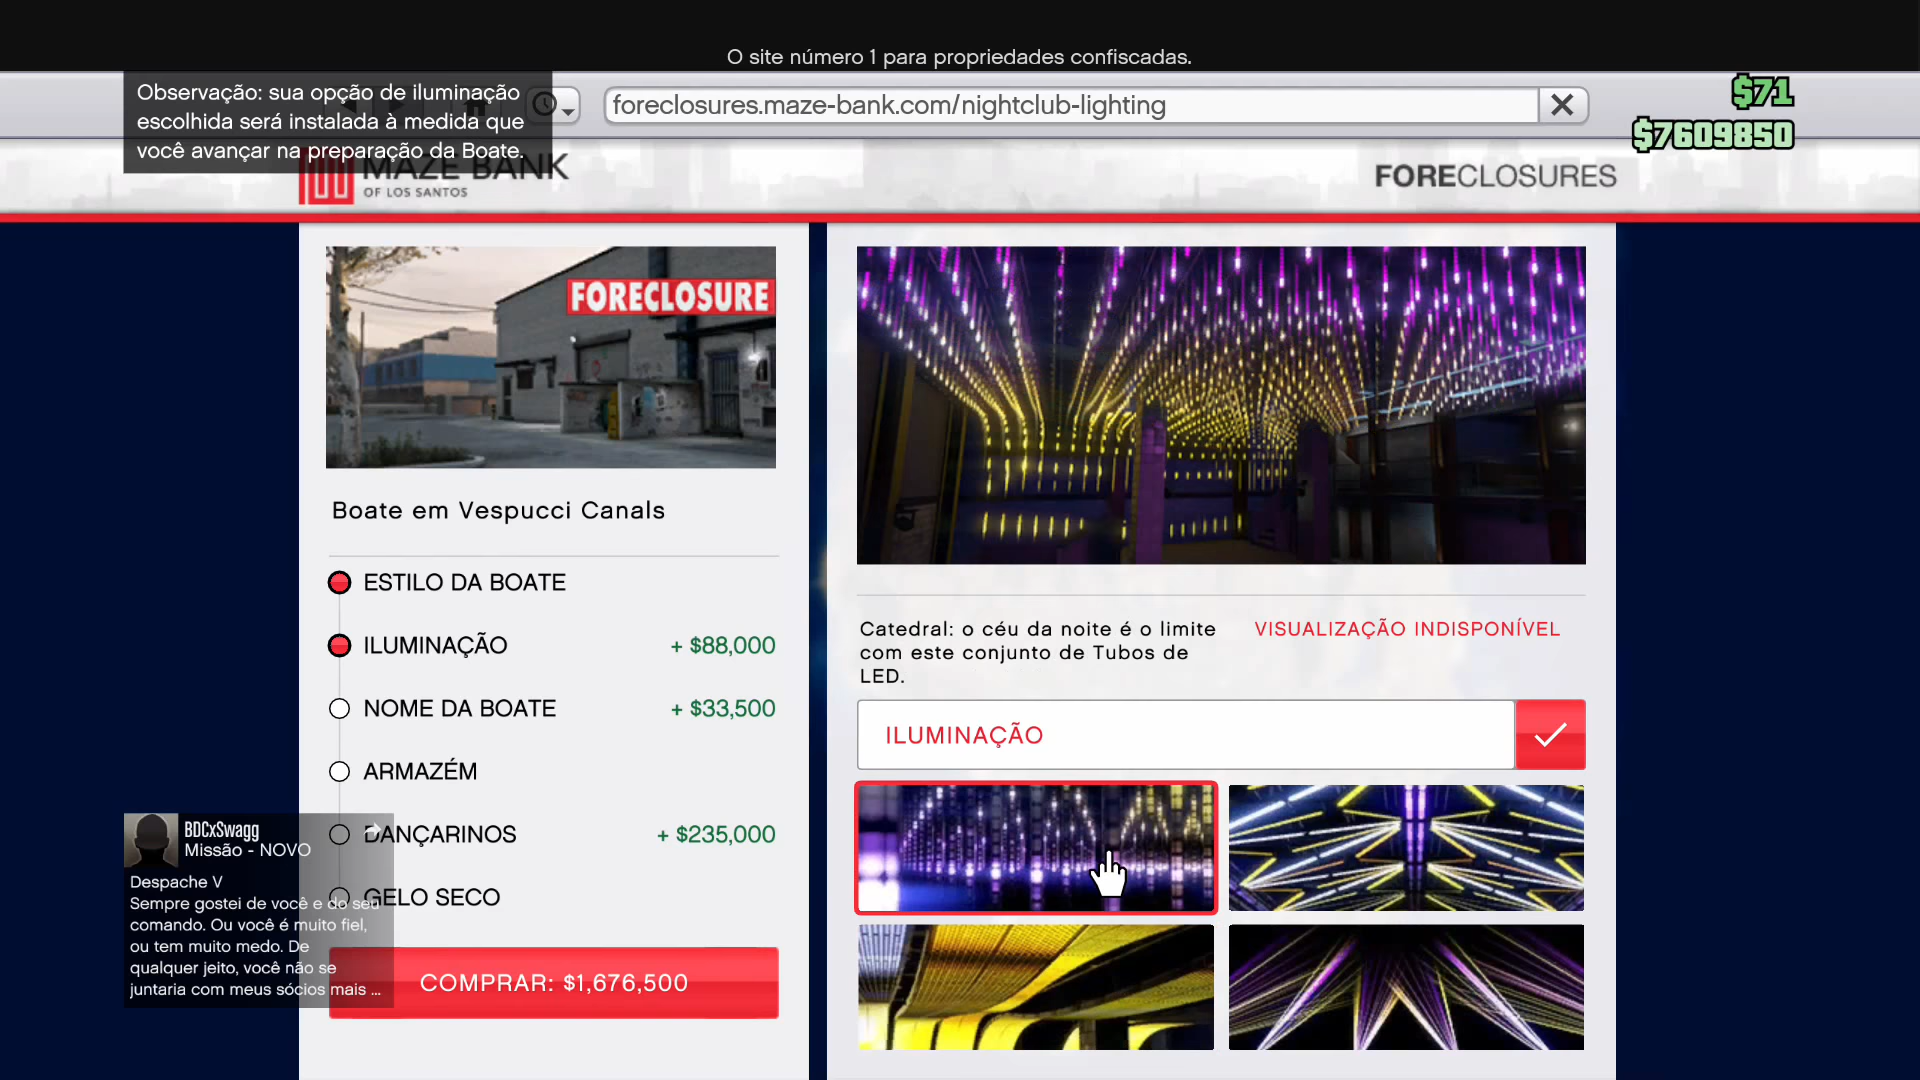 O site número 1 para propriedades confiscadas.
Observação: sua opção de iluminação
escolhida será instalada à medida que
você avançar na preparação da Boate.
foreclosures.maze-bank.com/nightclub-lighting
$71
$7609850
MAZE BANK
OF LOS SANTOS
FORECLOSURES
FORECLOSURE
Boate em Vespucci Canals
ESTILO DA BOATE
ILUMINAÇÃO + $88,000
NOME DA BOATE + $33,500
ARMAZÉM
DANÇARINOS + $235,000
GELO SECO
COMPRAR: $1,676,500
BDCxSwagg
Missão - NOVO
Despache V
Sempre gostei de você e do seu
comando. Ou você é muito fiel,
ou tem muito medo. De
qualquer jeito, você não se
juntaria com meus sócios mais ...
Catedral: o céu da noite é o limite
com este conjunto de Tubos de
LED.
VISUALIZAÇÃO INDISPONÍVEL
ILUMINAÇÃO